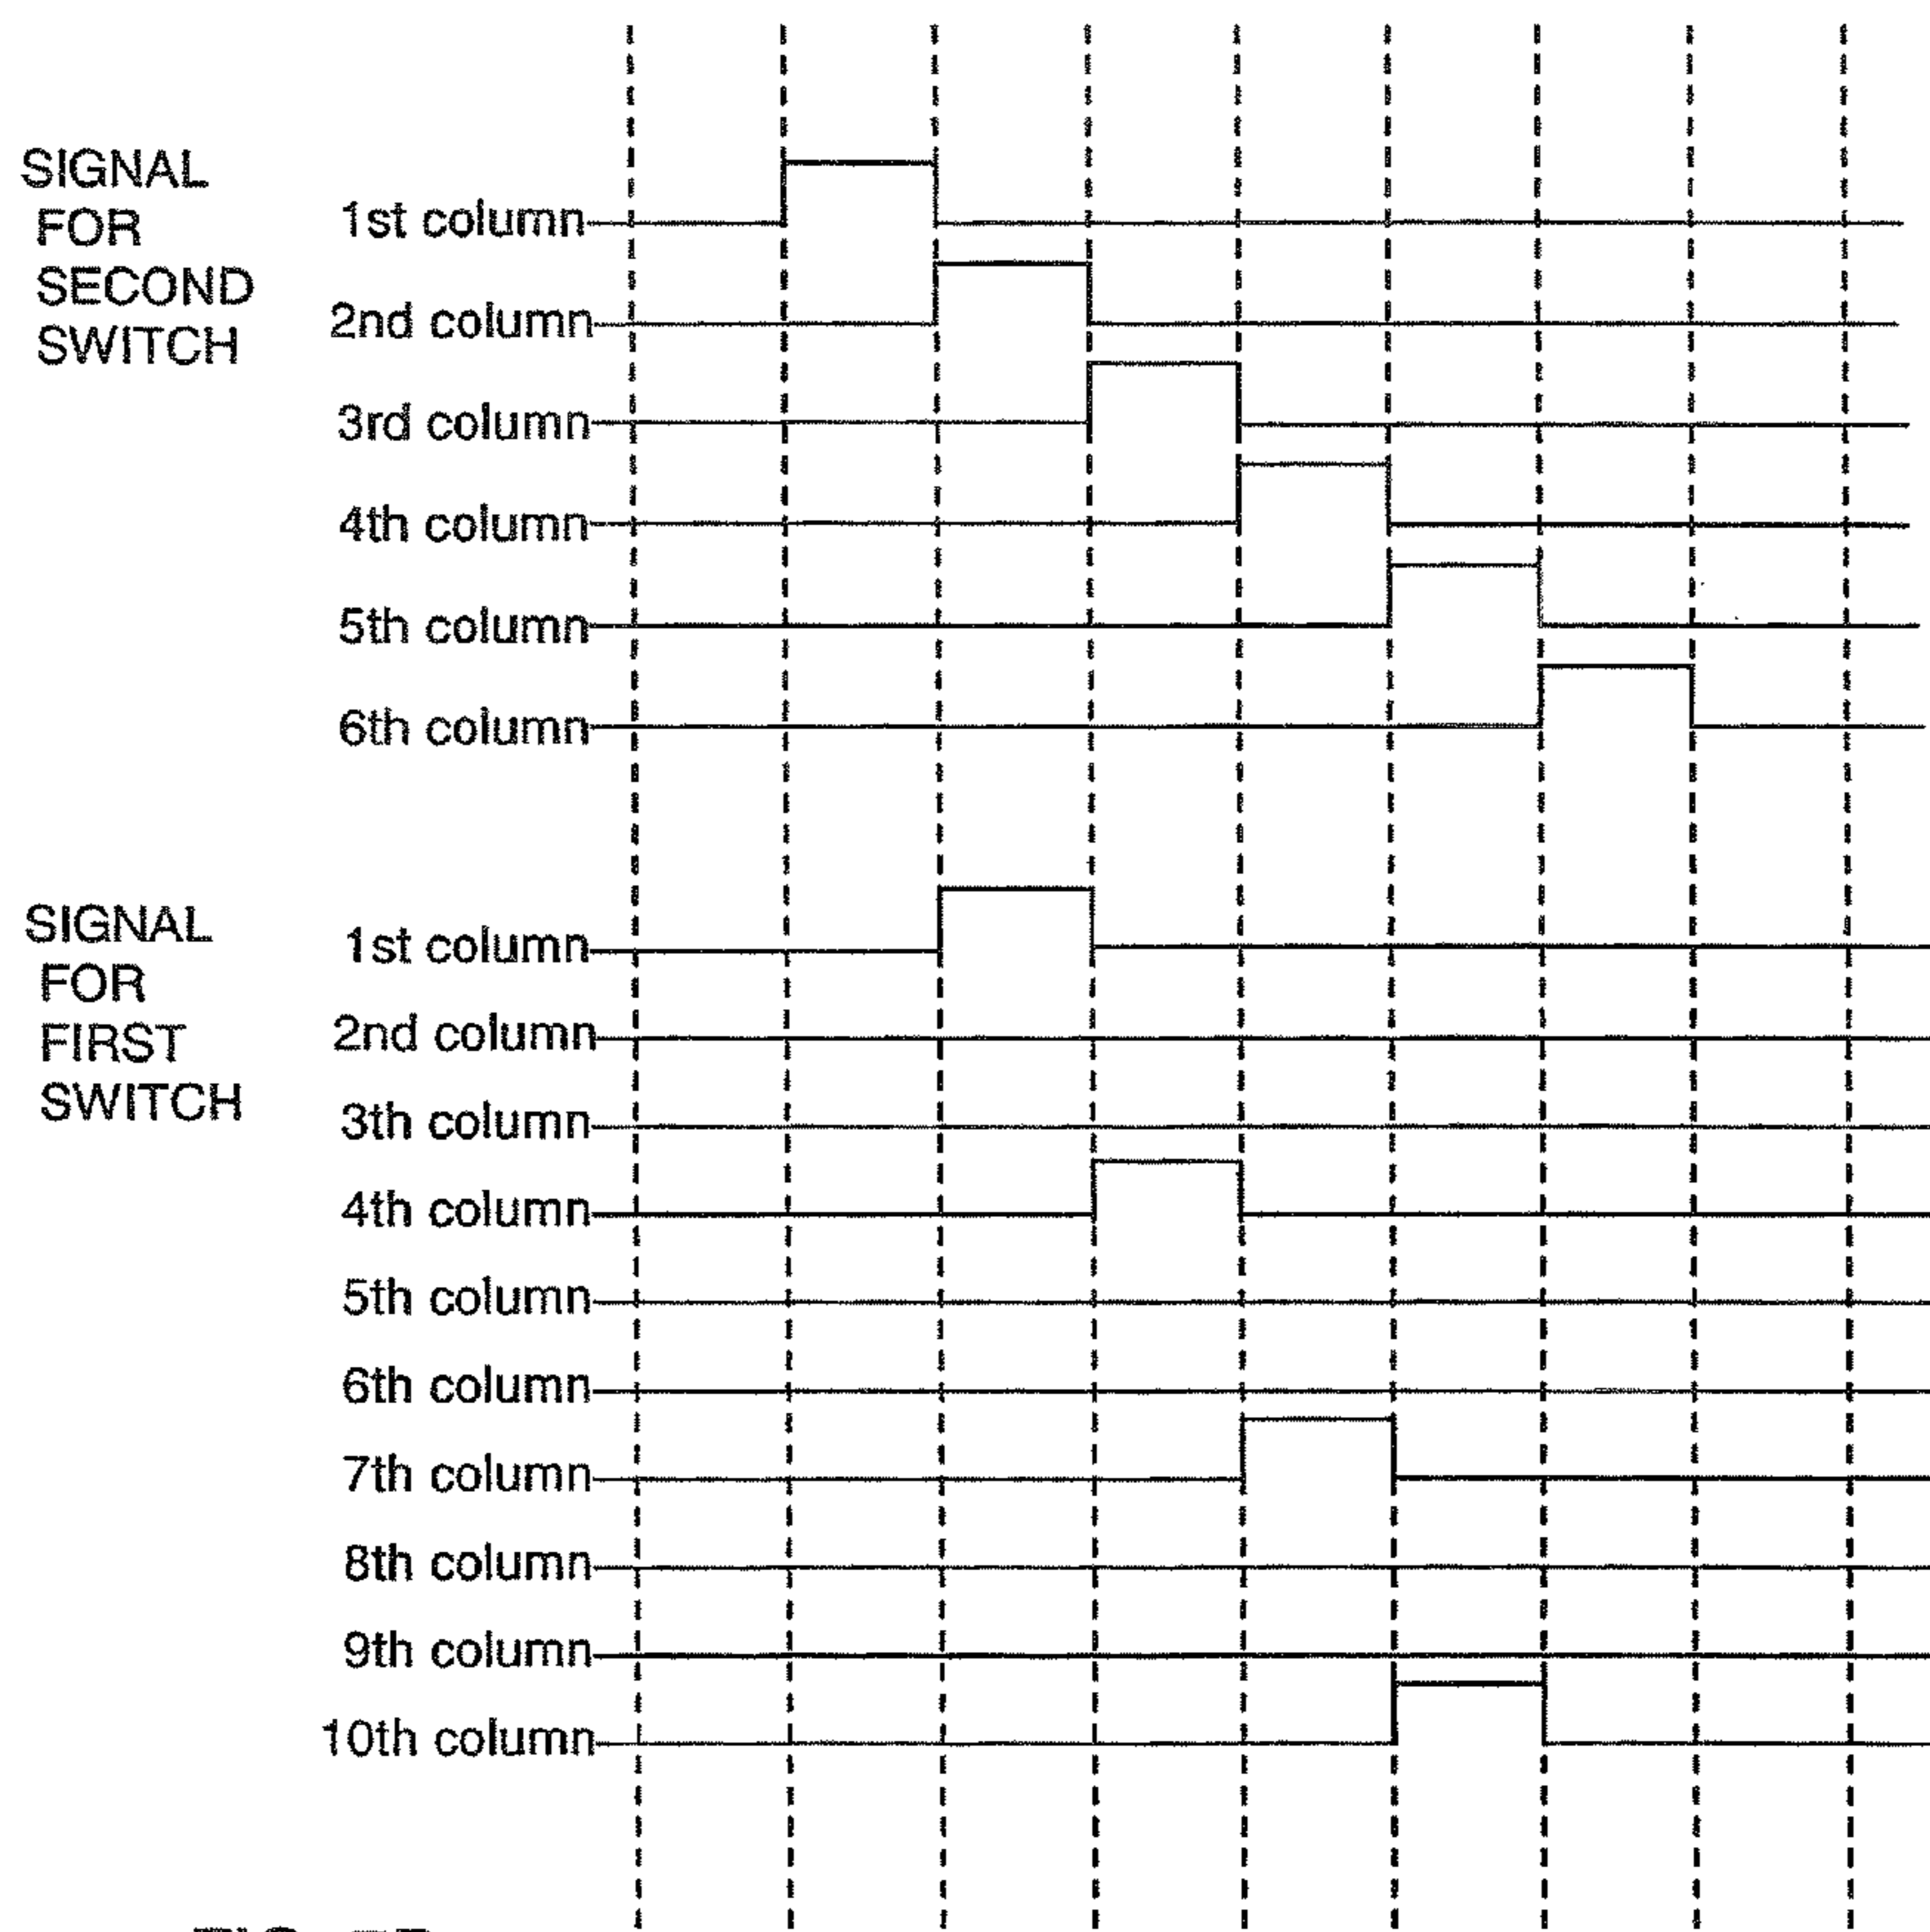 SIGNAL
FOR
SECOND
SWITCH
1st column
2nd column
3rd column
4th column
5th column
6th column
SIGNAL
FOR
FIRST
SWITCH
1st column
2nd column
3th column
4th column
5th column
6th column
7th column
8th column
9th column
10th column